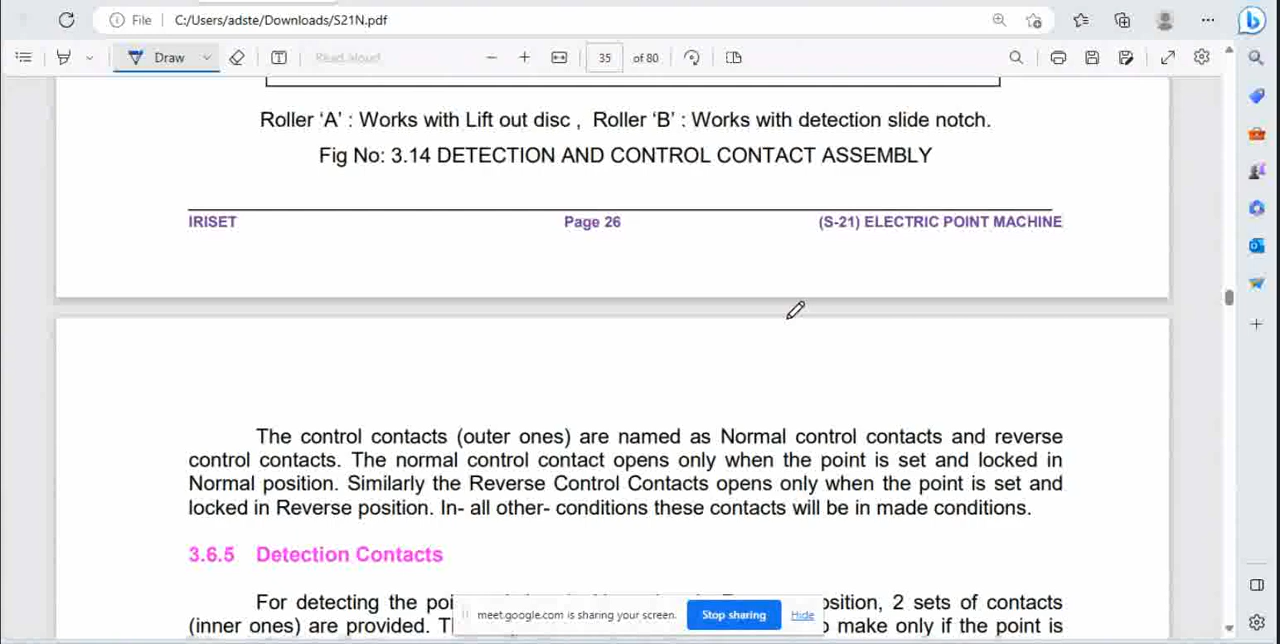 File C:/Users/adste/Downloads/S21N.pdf
Draw Read aloud 35 of 80
Roller ‘A’ : Works with Lift out disc , Roller ‘B’ : Works with detection slide notch.
Fig No: 3.14 DETECTION AND CONTROL CONTACT ASSEMBLY
IRISET Page 26 (S-21) ELECTRIC POINT MACHINE
The control contacts (outer ones) are named as Normal control contacts and reverse
control contacts. The normal control contact opens only when the point is set and locked in
Normal position. Similarly the Reverse Control Contacts opens only when the point is set and
locked in Reverse position. In- all other- conditions these contacts will be in made conditions.
3.6.5 Detection Contacts
For detecting the poi sition, 2 sets of contacts
(inner ones) are provided. T o make only if the point is
meet.google.com is sharing your screen. Stop sharing Hide